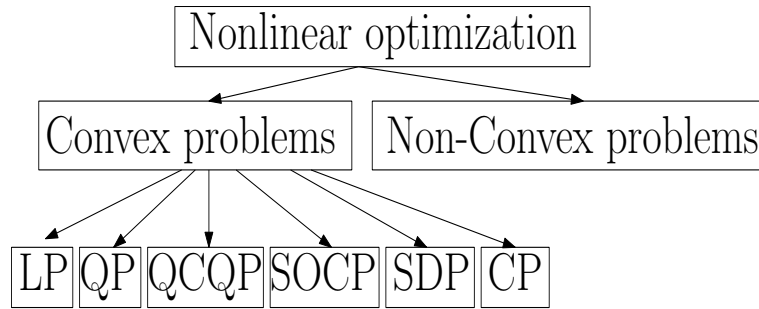 Nonlinear optimization
Convex problems
Non-Convex problems
LP
QP
QCQP
SOCP
SDP
CP